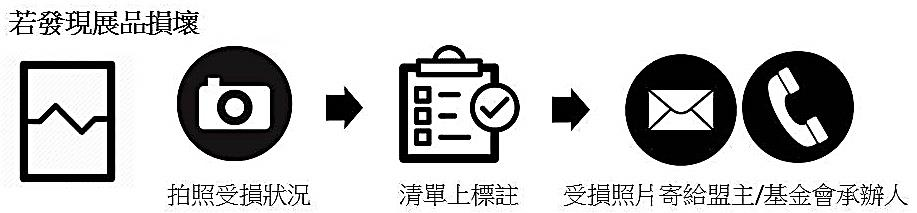 若發現展品損壞
拍照受損狀況
清單上標註
受損照片寄給盟主/基金會承辦人